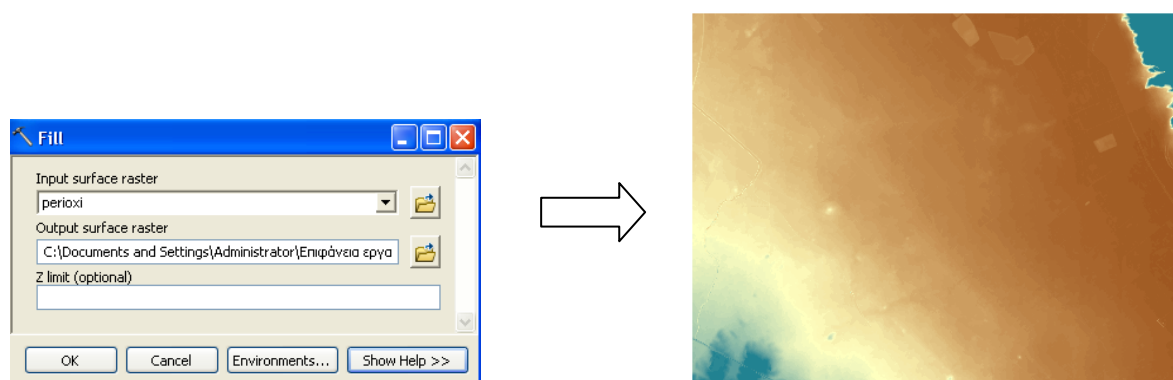 Fill
Input surface raster
perioxi
Output surface raster
C:\Documents and Settings\Administrator\Επιφάνεια εργα
Z limit (optional)
OK
Cancel
Environments...
Show Help >>